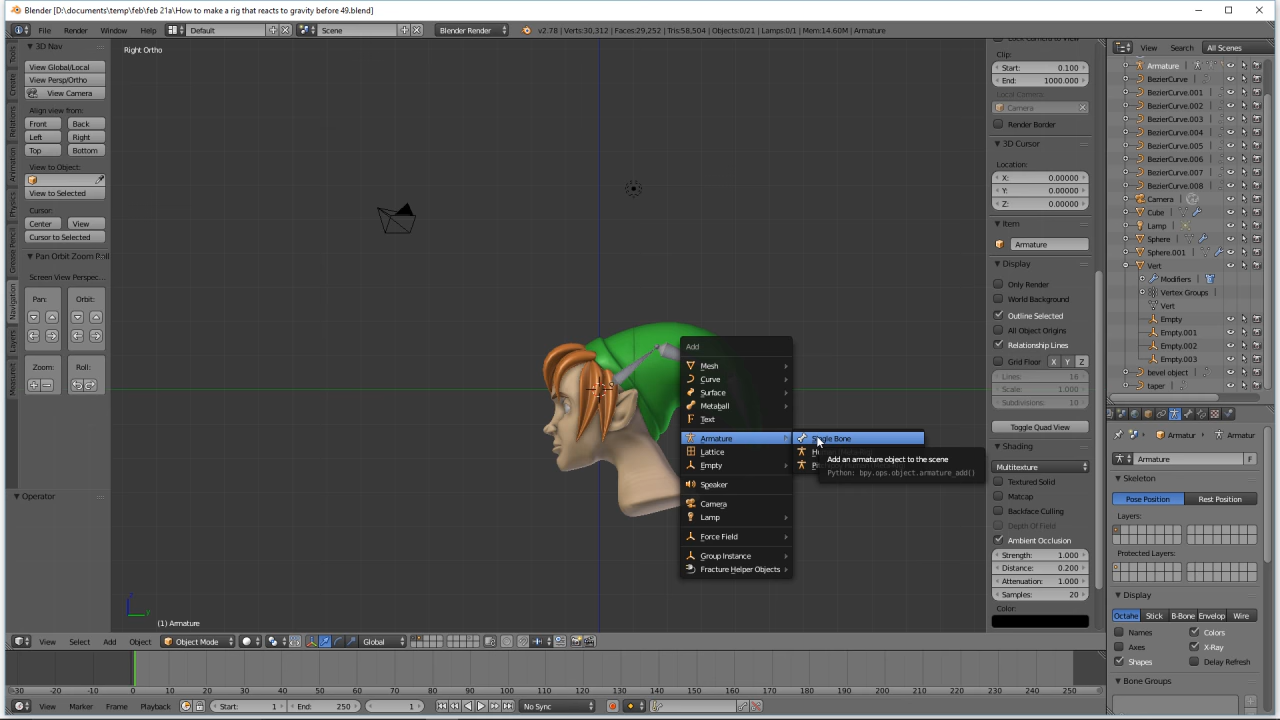 Blender [D:\documents\temp\feb\feb 21a\How to make a rig that reacts to gravity before 49.blend]
File Render Window Help Default Scene Blender Render v2.78 | Verts:30,312 | Faces:29,252 | Tris:58,504 | Objects:0/21 | Lamps:0/1 | Mem:14.60M | Armature
Tools
Create
Relations
Animation
Physics
Grease Pencil
Navigation
Layers
Measurit
3D Nav
View Global/Local
View Persp/Ortho
View Camera
Align view from:
Front Back
Left Right
Top Bottom
View to Object:
View to Selected
Cursor:
Center View
Cursor to Selected
Pan Orbit Zoom Roll
Screen View Perspec...
Pan: Orbit:
Zoom: Roll:
Operator
Right Ortho
(1) Armature
Add
Mesh
Curve
Surface
Metaball
Text
Armature
Lattice
Empty
Speaker
Camera
Lamp
Force Field
Group Instance
Fracture Helper Objects
Single Bone
Add an armature object to the scene
Python: bpy.ops.object.armature_add()
Lock Camera to View
Clip:
Start: 0.100
End: 1000.000
Local Camera:
Camera
Render Border
3D Cursor
Location:
X: 0.00000
Y: 0.00000
Z: 0.00000
Item
Armature
Display
Only Render
World Background
Outline Selected
All Object Origins
Relationship Lines
Grid Floor X Y Z
Lines: 16
Scale: 1.000
Subdivisions: 10
Toggle Quad View
Shading
Multitexture
Textured Solid
Matcap
Backface Culling
Depth Of Field
Ambient Occlusion
Strength: 1.000
Distance: 0.200
Attenuation: 1.000
Samples: 20
Color:
View Search All Scenes
Armature
BezierCurve
BezierCurve.001
BezierCurve.002
BezierCurve.003
BezierCurve.004
BezierCurve.005
BezierCurve.006
BezierCurve.007
BezierCurve.008
Camera
Cube
Lamp
Sphere
Sphere.001
Vert
Modifiers
Vertex Groups
Vert
Empty
Empty.001
Empty.002
Empty.003
bevel object
taper
Armatur Armatur
Armature F
Skeleton
Pose Position Rest Position
Layers:
Protected Layers:
Display
Octahe Stick B-Bone Envelop Wire
Names Colors
Axes X-Ray
Shapes Delay Refresh
Bone Groups
View Select Add Object Object Mode Global
-30 -20 -10 0 10 20 30 40 50 60 70 80 90 100 110 120 130 140 150 160 170 180 190 200 210 220 230 240 250
View Marker Frame Playback Start: 1 End: 250 1 No Sync